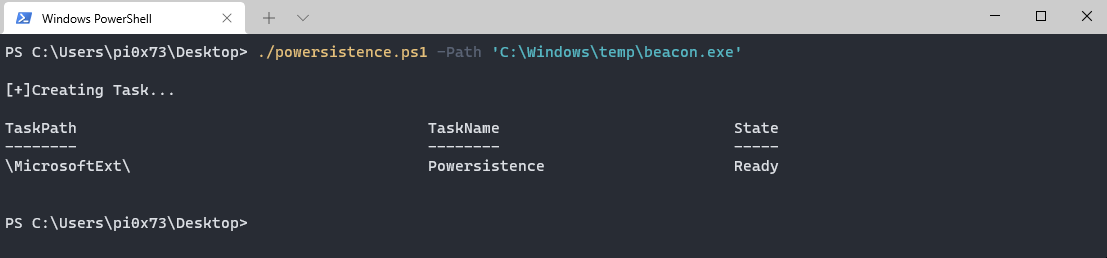 Windows PowerShell
PS C:\Users\pi0x73\Desktop> ./powersistence.ps1 -Path 'C:\Windows\temp\beacon.exe'
[+]Creating Task...
TaskPath TaskName State
-------- -------- -----
\MicrosoftExt\ Powersistence Ready
PS C:\Users\pi0x73\Desktop>